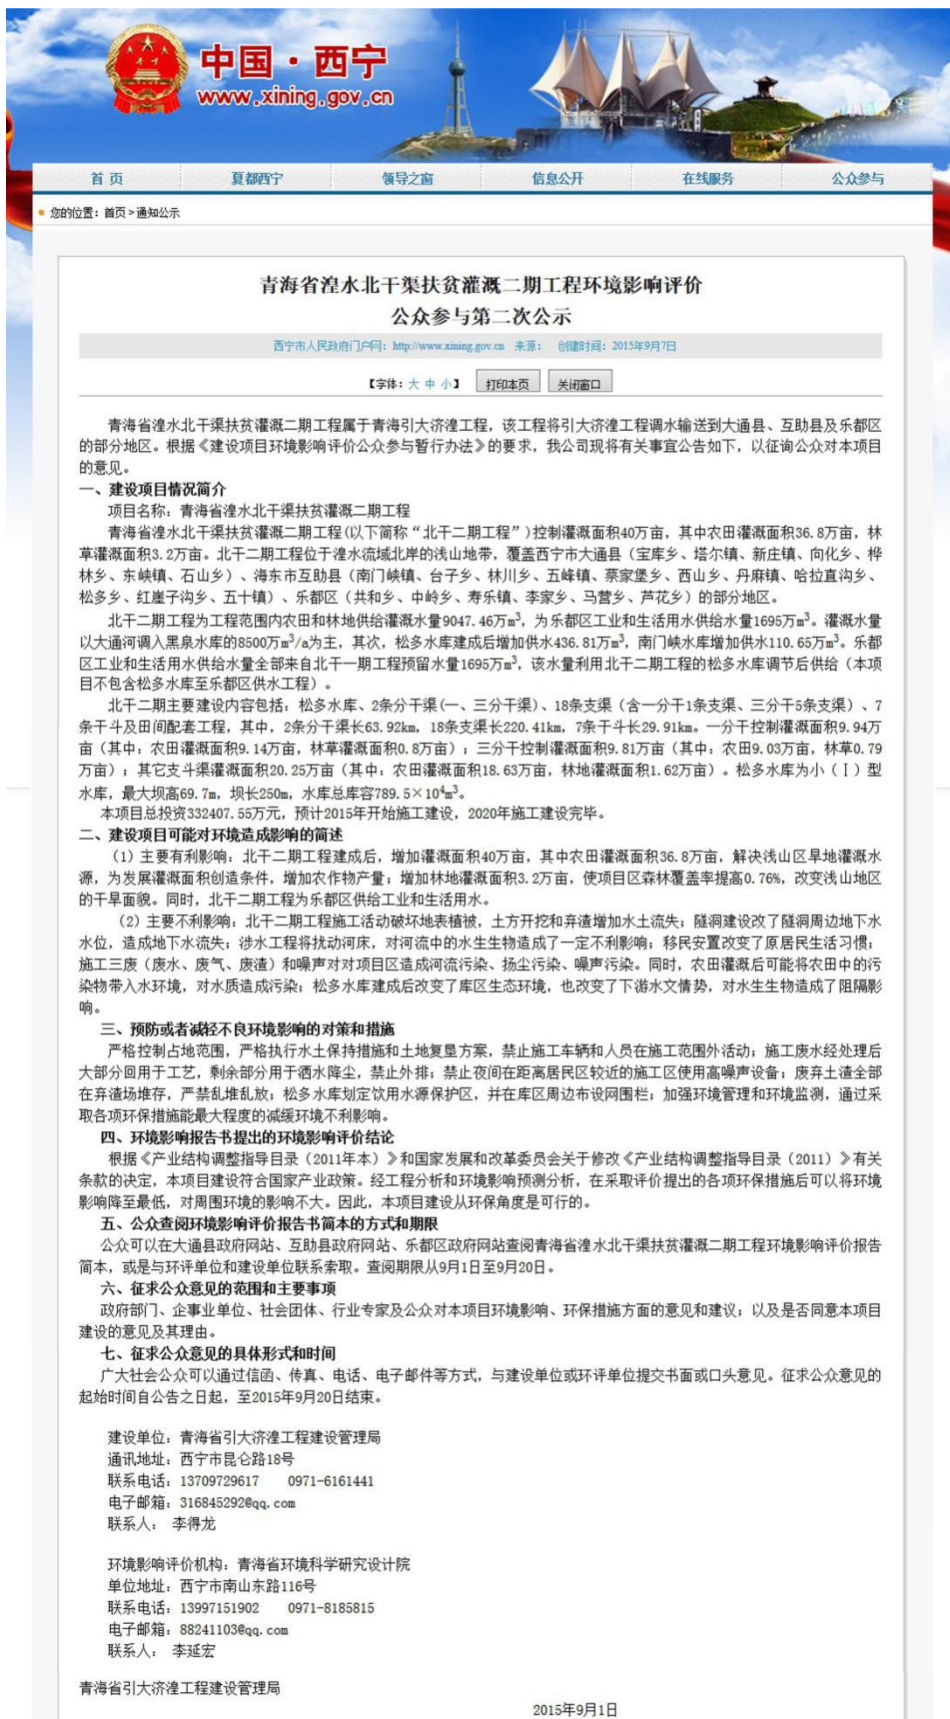 中国·西宁
www.xining.gov.cn
首 页 夏都西宁 领导之窗 信息公开 在线服务 公众参与
您的位置：首页>通知公示
青海省湟水北干渠扶贫灌溉二期工程环境影响评价
公众参与第二次公示
西宁市人民政府门户网：http://www.xining.gov.cn 来源： 创建时间：2015年9月7日
【字体：大 中 小】 打印本页 关闭窗口
青海省湟水北干渠扶贫灌溉二期工程属于青海引大济湟工程，该工程将引大济湟工程调水输送到大通县、互助县及乐都区
的部分地区。根据《建设项目环境影响评价公众参与暂行办法》的要求，我公司现将有关事宜公告如下，以征询公众对本项目
的意见。
一、建设项目情况简介
项目名称：青海省湟水北干渠扶贫灌溉二期工程
青海省湟水北干渠扶贫灌溉二期工程(以下简称“北干二期工程”)控制灌溉面积40万亩，其中农田灌溉面积36.8万亩，林
草灌溉面积3.2万亩。北干二期工程位于湟水流域北岸的浅山地带，覆盖西宁市大通县（宝库乡、塔尔镇、新庄镇、向化乡、桦
林乡、东峡镇、石山乡）、海东市互助县（南门峡镇、台子乡、林川乡、五峰镇、蔡家堡乡、西山乡、丹麻镇、哈拉直沟乡、
松多乡、红崖子沟乡、五十镇）、乐都区（共和乡、中岭乡、寿乐镇、李家乡、马营乡、芦花乡）的部分地区。
北干二期工程为工程范围内农田和林地供给灌溉水量9047.46万m³，为乐都区工业和生活用水供给水量1695万m³。灌溉水量
以大通河调入黑泉水库的8500万m³/a为主，其次，松多水库建成后增加供水436.81万m³，南门峡水库增加供水110.65万m³。乐都
区工业和生活用水供给水量全部来自北干一期工程预留水量1695万m³，该水量利用北干二期工程的松多水库调节后供给（本项
目不包含松多水库至乐都区供水工程）。
北干二期主要建设内容包括：松多水库、2条分干渠(一、三分干渠）、18条支渠（含一分干1条支渠、三分干5条支渠）、7
条干斗及田间配套工程，其中，2条分干渠长63.92km，18条支渠长220.41km，7条干斗长29.91km。一分干控制灌溉面积9.94万
亩（其中：农田灌溉面积9.14万亩，林草灌溉面积0.8万亩）；三分干控制灌溉面积9.81万亩（其中：农田9.03万亩，林草0.79
万亩）；其它支斗渠灌溉面积20.25万亩（其中：农田灌溉面积18.63万亩，林地灌溉面积1.62万亩）。松多水库为小（Ⅰ）型
水库，最大坝高69.7m，坝长250m，水库总库容789.5×10⁴m³。
本项目总投资332407.55万元，预计2015年开始施工建设，2020年施工建设完毕。
二、建设项目可能对环境造成影响的简述
（1）主要有利影响：北干二期工程建成后，增加灌溉面积40万亩，其中农田灌溉面积36.8万亩，解决浅山区旱地灌溉水
源，为发展灌溉面积创造条件，增加农作物产量；增加林地灌溉面积3.2万亩，使项目区森林覆盖率提高0.76%，改变浅山地区
的干旱面貌。同时，北干二期工程为乐都区供给工业和生活用水。
（2）主要不利影响：北干二期工程施工活动破坏地表植被，土方开挖和弃渣增加水土流失；隧洞建设改了隧洞周边地下水
水位，造成地下水流失；涉水工程将扰动河床，对河流中的水生生物造成了一定不利影响；移民安置改变了原居民生活习惯；
施工三废（废水、废气、废渣）和噪声对对项目区造成河流污染、扬尘污染、噪声污染。同时，农田灌溉后可能将农田中的污
染物带入水环境，对水质造成污染；松多水库建成后改变了库区生态环境，也改变了下游水文情势，对水生生物造成了阻隔影
响。
三、预防或者减轻不良环境影响的对策和措施
严格控制占地范围，严格执行水土保持措施和土地复垦方案，禁止施工车辆和人员在施工范围外活动；施工废水经处理后
大部分回用于工艺，剩余部分用于洒水降尘，禁止外排；禁止夜间在距离居民区较近的施工区使用高噪声设备；废弃土渣全部
在弃渣场堆存，严禁乱堆乱放；松多水库划定饮用水源保护区，并在库区周边布设网围栏；加强环境管理和环境监测，通过采
取各项环保措施能最大程度的减缓环境不利影响。
四、环境影响报告书提出的环境影响评价结论
根据《产业结构调整指导目录（2011年本）》和国家发展和改革委员会关于修改《产业结构调整指导目录（2011）》有关
条款的决定，本项目建设符合国家产业政策。经工程分析和环境影响预测分析，在采取评价提出的各项环保措施后可以将环境
影响降至最低，对周围环境的影响不大。因此，本项目建设从环保角度是可行的。
五、公众查阅环境影响评价报告书简本的方式和期限
公众可以在大通县政府网站、互助县政府网站、乐都区政府网站查阅青海省湟水北干渠扶贫灌溉二期工程环境影响评价报告
简本，或是与环评单位和建设单位联系索取。查阅期限从9月1日至9月20日。
六、征求公众意见的范围和主要事项
政府部门、企事业单位、社会团体、行业专家及公众对本项目环境影响、环保措施方面的意见和建议；以及是否同意本项目
建设的意见及其理由。
七、征求公众意见的具体形式和时间
广大社会公众可以通过信函、传真、电话、电子邮件等方式，与建设单位或环评单位提交书面或口头意见。征求公众意见的
起始时间自公告之日起，至2015年9月20日结束。
建设单位：青海省引大济湟工程建设管理局
通讯地址：西宁市昆仑路18号
联系电话：13709729617 0971-6161441
电子邮箱：316845292@qq.com
联系人： 李得龙
环境影响评价机构：青海省环境科学研究设计院
单位地址：西宁市南山东路116号
联系电话：13997151902 0971-8185815
电子邮箱：88241103@qq.com
联系人： 李延宏
青海省引大济湟工程建设管理局
2015年9月1日